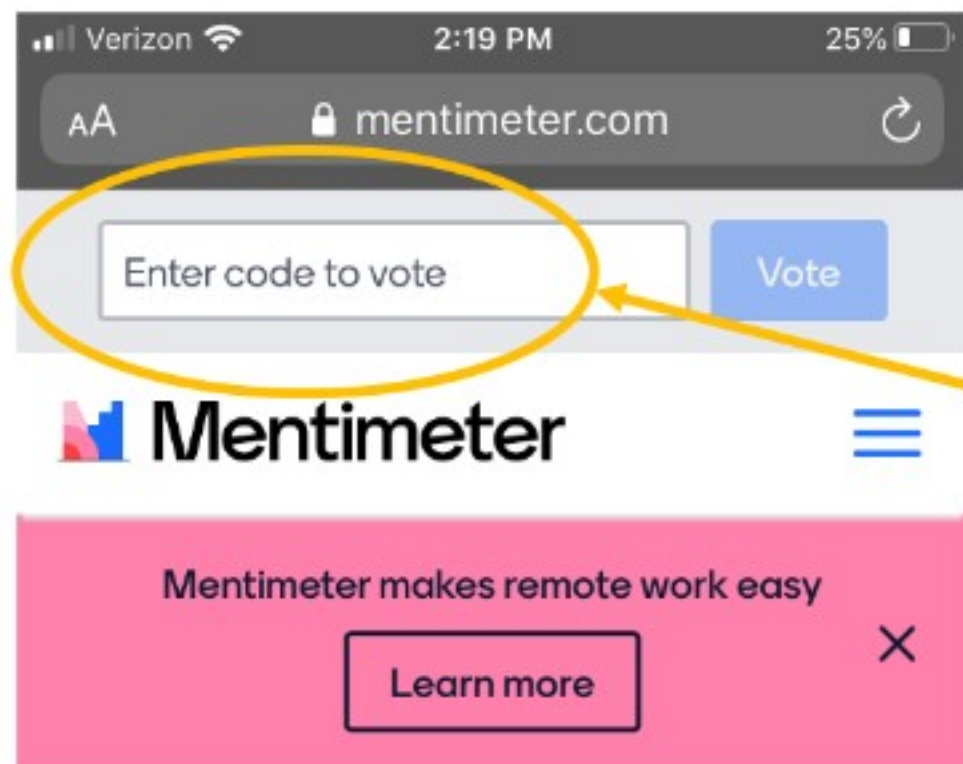 Verizon 2:19 PM 25%
AA mentimeter.com
Enter code to vote Vote
Mentimeter
Mentimeter makes remote work easy
Learn more